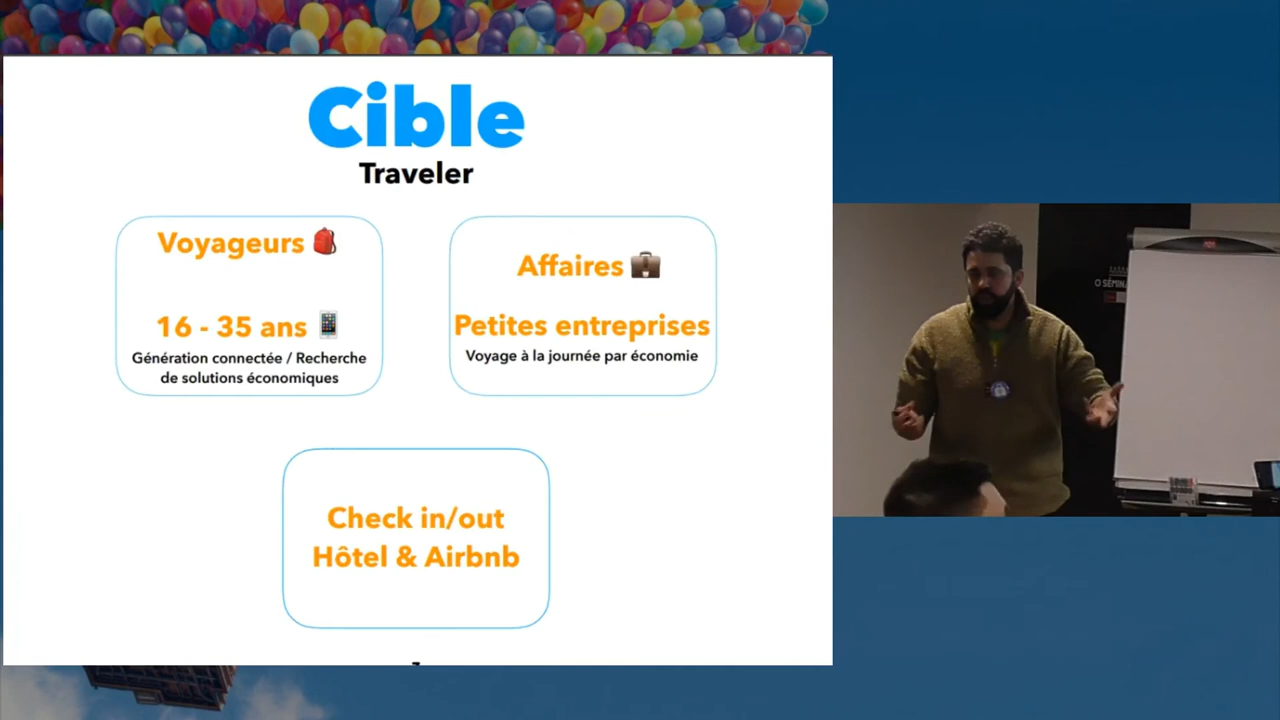 Cible
Traveler
Voyageurs
16 - 35 ans
Génération connectée / Recherche
de solutions économiques
Affaires
Petites entreprises
Voyage à la journée par économie
Check in/out
Hôtel & Airbnb
O SÉMIN